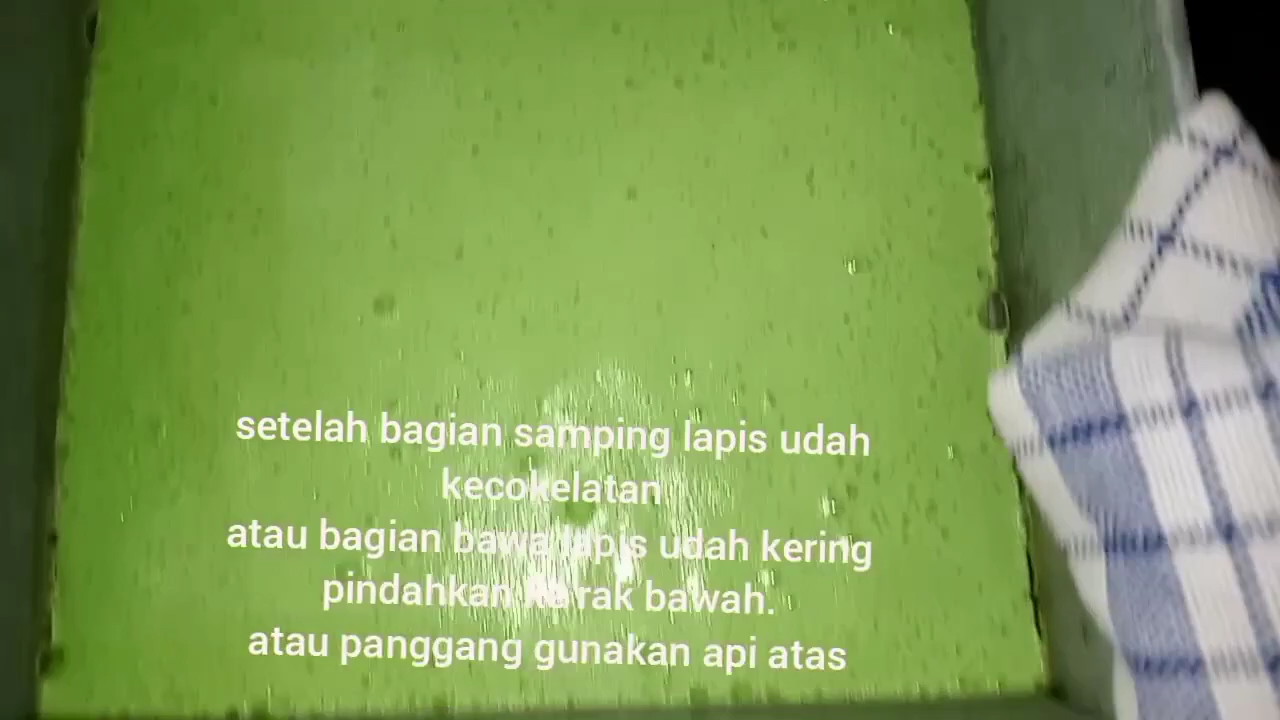 setelah bagian samping lapis udah
kecokelatan
atau bagian bawa lapis udah kering
pindahkan ke rak bawah.
atau panggang gunakan api atas